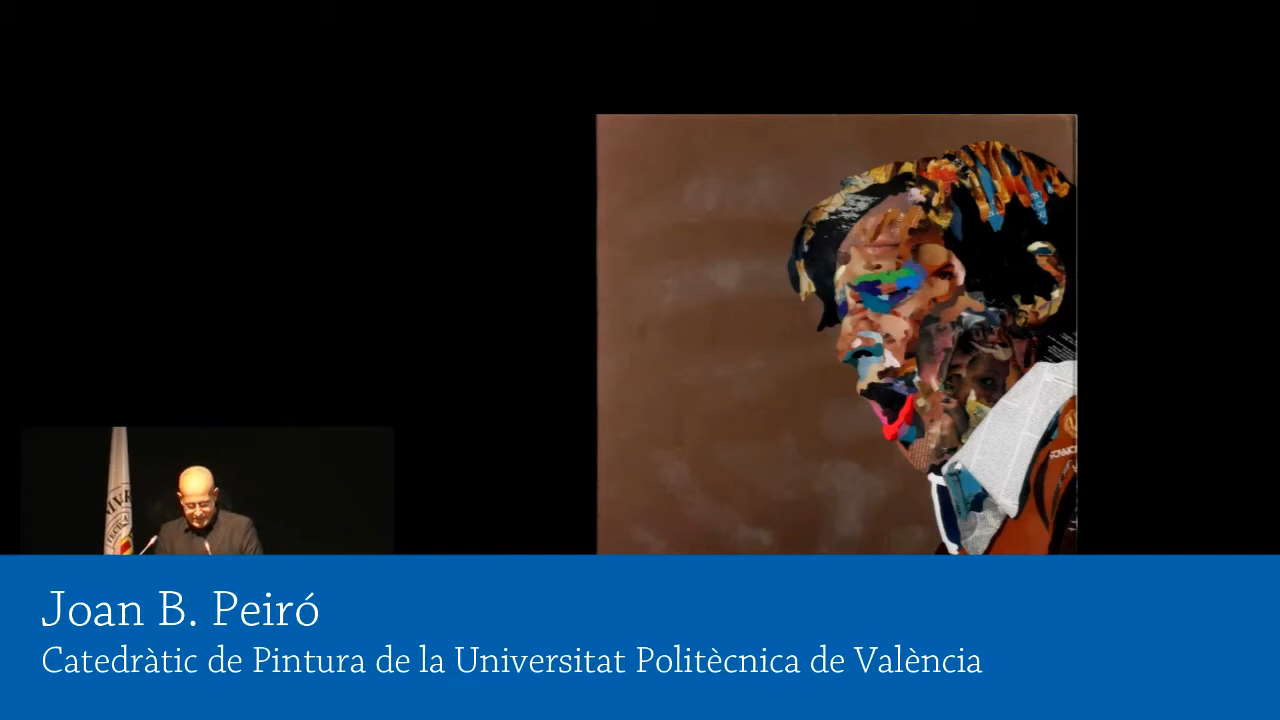 Joan B. Peiró
Catedràtic de Pintura de la Universitat Politècnica de València